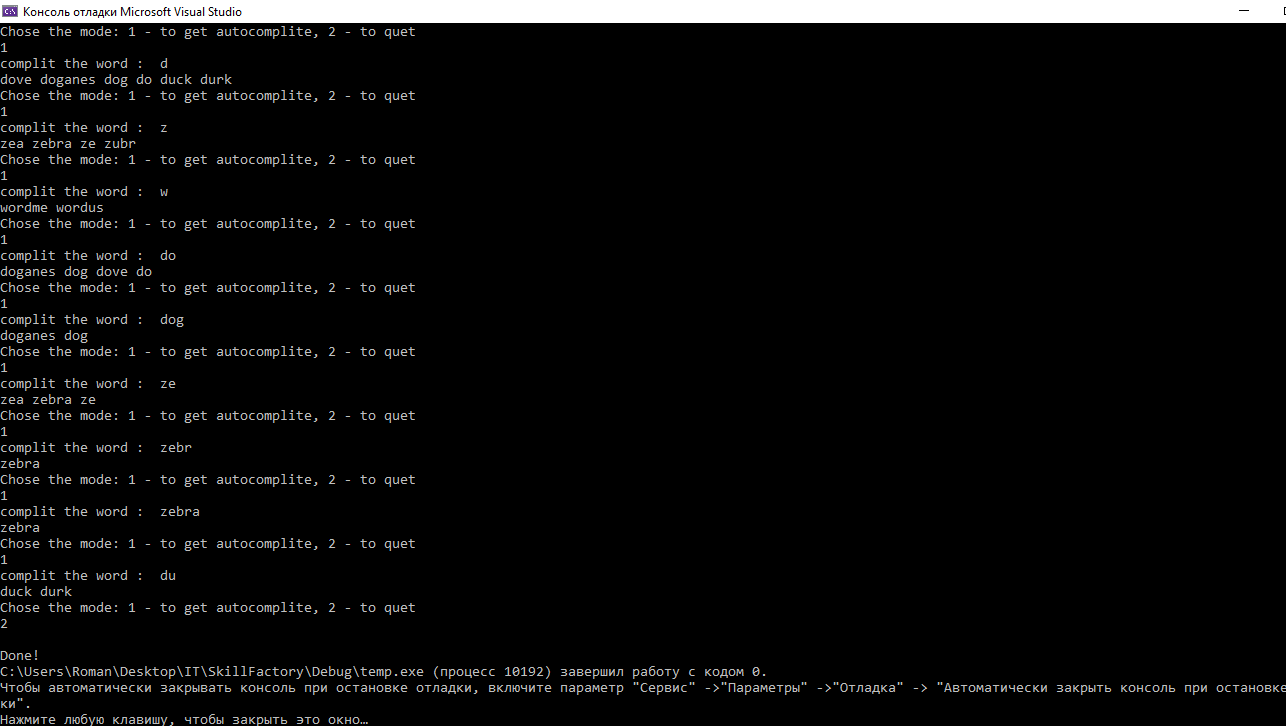 Консоль отладки Microsoft Visual Studio
Chose the mode: 1 - to get autocomplite, 2 - to quet
1
complit the word :  d
dove doganes dog do duck durk
Chose the mode: 1 - to get autocomplite, 2 - to quet
1
complit the word :  z
zea zebra ze zubr
Chose the mode: 1 - to get autocomplite, 2 - to quet
1
complit the word :  w
wordme wordus
Chose the mode: 1 - to get autocomplite, 2 - to quet
1
complit the word :  do
doganes dog dove do
Chose the mode: 1 - to get autocomplite, 2 - to quet
1
complit the word :  dog
doganes dog
Chose the mode: 1 - to get autocomplite, 2 - to quet
1
complit the word :  ze
zea zebra ze
Chose the mode: 1 - to get autocomplite, 2 - to quet
1
complit the word :  zebr
zebra
Chose the mode: 1 - to get autocomplite, 2 - to quet
1
complit the word :  zebra
zebra
Chose the mode: 1 - to get autocomplite, 2 - to quet
1
complit the word :  du
duck durk
Chose the mode: 1 - to get autocomplite, 2 - to quet
2
Done!
C:\Users\Roman\Desktop\IT\SkillFactory\Debug\temp.exe (процесс 10192) завершил работу с кодом 0.
Чтобы автоматически закрывать консоль при остановке отладки, включите параметр "Сервис" ->"Параметры" ->"Отладка" -> "Автоматически закрыть консоль при остановке
ки".
Нажмите любую клавишу, чтобы закрыть это окно…